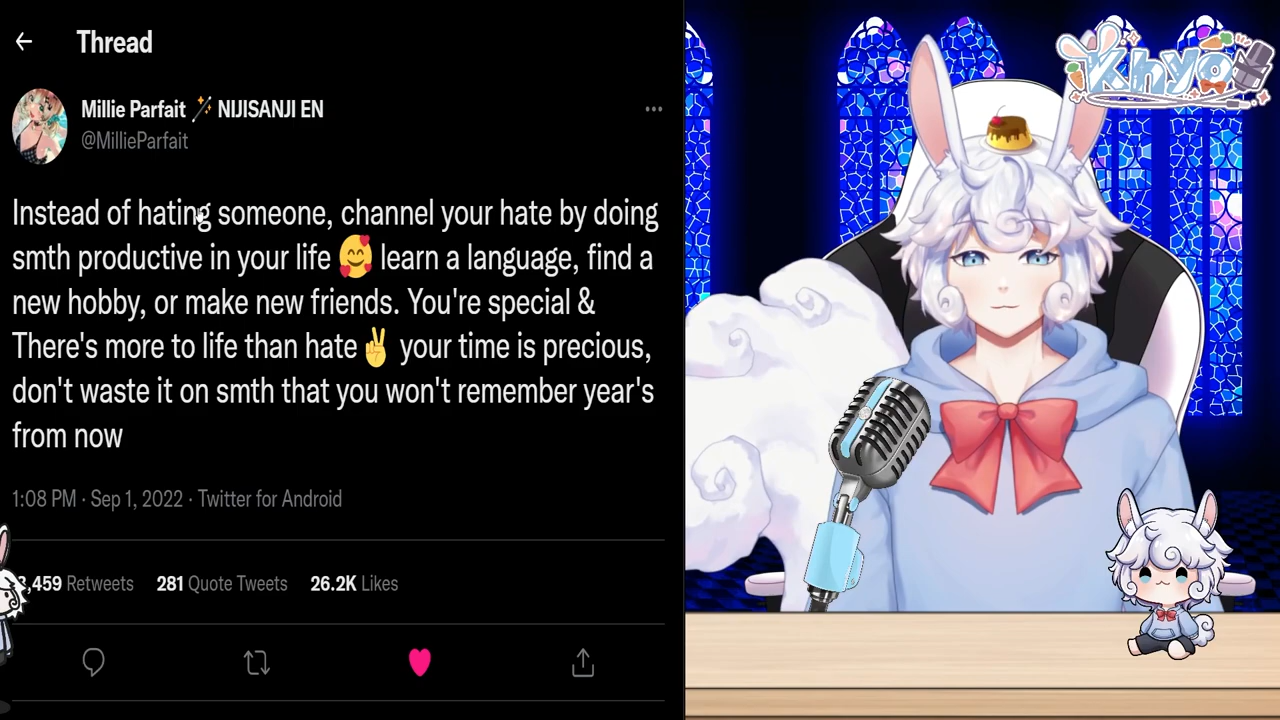 Thread
Millie Parfait 🪄 NIJISANJI EN
@MillieParfait
Instead of hating someone, channel your hate by doing
smth productive in your life 🥰 learn a language, find a
new hobby, or make new friends. You're special &
There's more to life than hate✌️ your time is precious,
don't waste it on smth that you won't remember year's
from now
1:08 PM · Sep 1, 2022 · Twitter for Android
,459 Retweets 281 Quote Tweets 26.2K Likes
Khyo